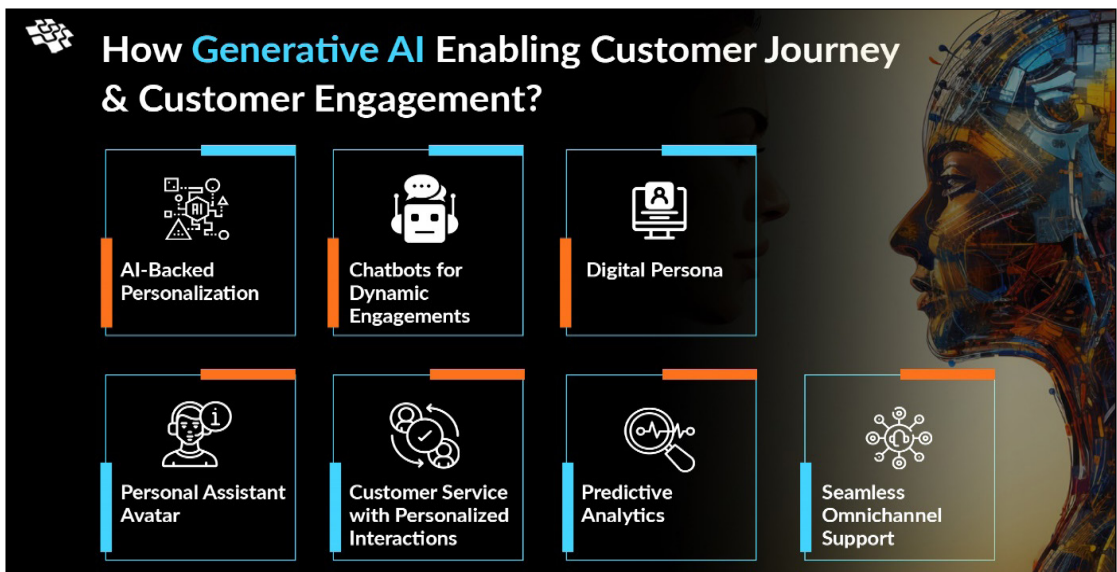 How Generative AI Enabling Customer Journey
& Customer Engagement?
AI
AI-Backed
Personalization
Chatbots for
Dynamic
Engagements
Digital Persona
i
Personal Assistant
Avatar
Customer Service
with Personalized
Interactions
Predictive
Analytics
Seamless
Omnichannel
Support